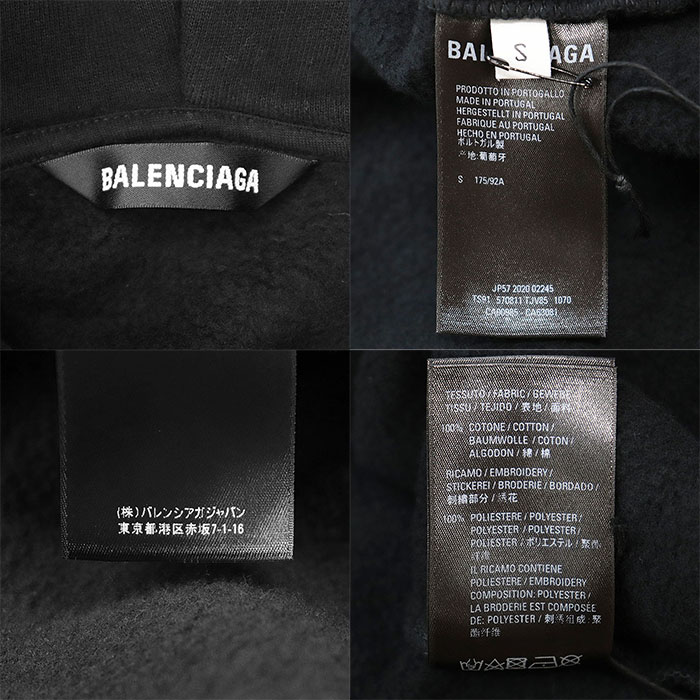 BALENCIAGA
BAL S AGA
PRODOTTO IN PORTOGALLO
MADE IN PORTUGAL
HERGESTELLT IN PORTUGAL
FABRIQUE AU PORTUGAL
HECHO EN PORTUGAL
ポルトガル製
产地:葡萄牙
S 175/92A
JP57 2020 02245
TS91 570811 TJV85 1070
CA00985 - CA63081
(株)バレンシアガジャパン
東京都港区赤坂7-1-16
TESSUTO / FABRIC / GEWEBE
TISSU / TEJIDO / 表地 / 面料
100% COTONE / COTTON /
BAUMWOLLE / COTON /
ALGODON / 綿 / 棉
RICAMO / EMBROIDERY /
STICKEREI / BRODERIE / BORDADO /
刺繍部分 / 绣花
100% POLIESTERE / POLYESTER /
POLYESTER / POLYESTER /
POLIESTER / ポリエステル / 聚酯
纤维
IL RICAMO CONTIENE
POLIESTERE / EMBROIDERY
COMPOSITION: POLYESTER /
LA BRODERIE EST COMPOSÉE
DE: POLYESTER / 刺绣组成: 聚
酯纤维